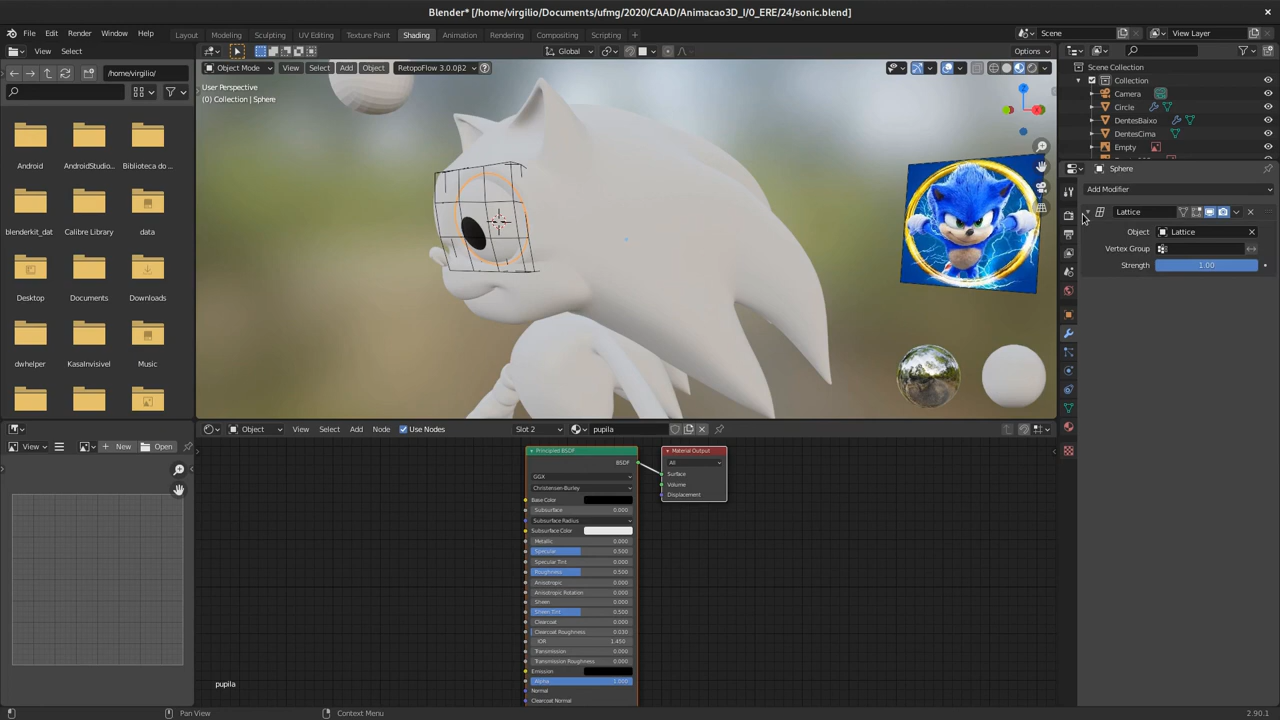 Blender* [/home/virgilio/Documents/ufmg/2020/CAAD/Animacao3D_I/0_ERE/24/sonic.blend]
File Edit Render Window Help Layout Modeling Sculpting UV Editing Texture Paint Shading Animation Rendering Compositing Scripting + Scene View Layer
View Select Global Options
/home/virgilio/ Object Mode View Select Add Object RetopoFlow 3.0.0β2 Scene Collection
Collection
User Perspective
(0) Collection | Sphere
Camera
Circle
DentesBaixo
DentesCima
Empty
Android AndroidStudio... Biblioteca do ...
blenderkit_dat Calibre Library data
Desktop Documents Downloads
dwhelper KasaInvisivel Music
Sphere
Add Modifier
Lattice
Object Lattice
Vertex Group
Strength 1.00
View New Open Object View Select Add Node Use Nodes Slot 2 pupila
Principled BSDF
BSDF
GGX
Christensen-Burley
Base Color
Subsurface 0.000
Subsurface Radius
Subsurface Color
Metallic 0.000
Specular 0.500
Specular Tint 0.000
Roughness 0.500
Anisotropic 0.000
Anisotropic Rotation 0.000
Sheen 0.000
Sheen Tint 0.500
Clearcoat 0.000
Clearcoat Roughness 0.030
IOR 1.450
Transmission 0.000
Transmission Roughness 0.000
Emission
Alpha 1.000
Normal
Clearcoat Normal
Material Output
All
Surface
Volume
Displacement
pupila
Pan View Context Menu 2.90.1